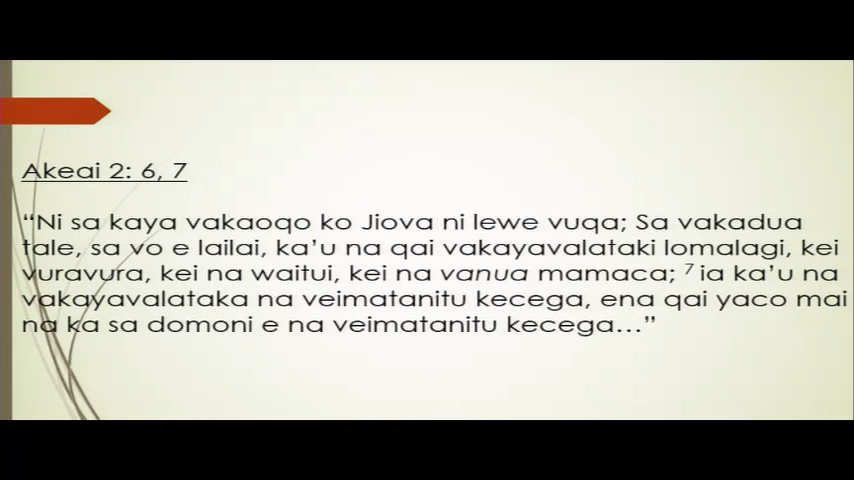 Akeai 2: 6, 7
“Ni sa kaya vakaoqo ko Jiova ni lewe vuqa; Sa vakadua
tale, sa vo e lailai, ka’u na qai vakayavalataki lomalagi, kei
vuravura, kei na waitui, kei na vanua mamaca; ⁷ ia ka’u na
vakayavalataka na veimatanitu kecega, ena qai yaco mai
na ka sa domoni e na veimatanitu kecega…”